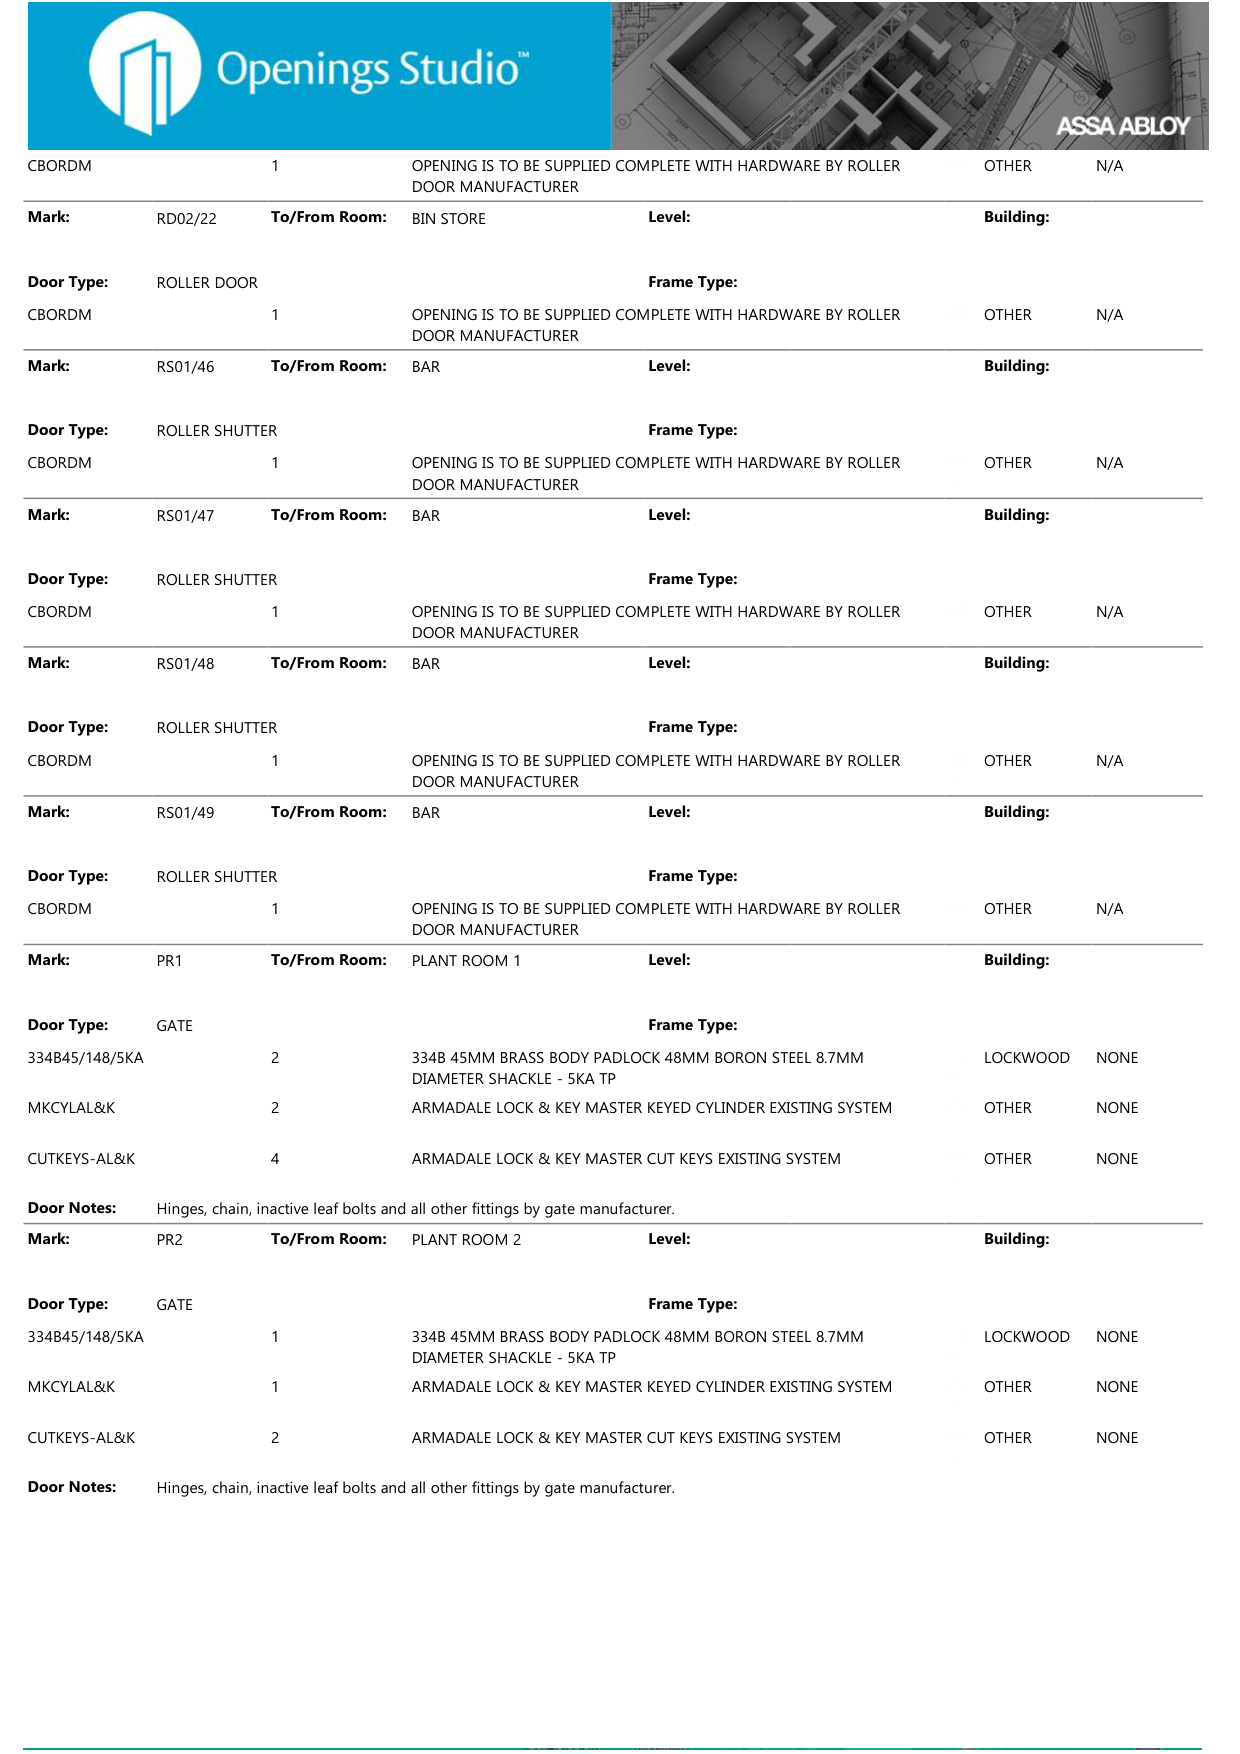 Openings Studio™
ASSA ABLOY
CBORDM 1 OPENING IS TO BE SUPPLIED COMPLETE WITH HARDWARE BY ROLLER OTHER N/A
DOOR MANUFACTURER
Mark: RD02/22 To/From Room: BIN STORE Level: Building:
Door Type: ROLLER DOOR Frame Type:
CBORDM 1 OPENING IS TO BE SUPPLIED COMPLETE WITH HARDWARE BY ROLLER OTHER N/A
DOOR MANUFACTURER
Mark: RS01/46 To/From Room: BAR Level: Building:
Door Type: ROLLER SHUTTER Frame Type:
CBORDM 1 OPENING IS TO BE SUPPLIED COMPLETE WITH HARDWARE BY ROLLER OTHER N/A
DOOR MANUFACTURER
Mark: RS01/47 To/From Room: BAR Level: Building:
Door Type: ROLLER SHUTTER Frame Type:
CBORDM 1 OPENING IS TO BE SUPPLIED COMPLETE WITH HARDWARE BY ROLLER OTHER N/A
DOOR MANUFACTURER
Mark: RS01/48 To/From Room: BAR Level: Building:
Door Type: ROLLER SHUTTER Frame Type:
CBORDM 1 OPENING IS TO BE SUPPLIED COMPLETE WITH HARDWARE BY ROLLER OTHER N/A
DOOR MANUFACTURER
Mark: RS01/49 To/From Room: BAR Level: Building:
Door Type: ROLLER SHUTTER Frame Type:
CBORDM 1 OPENING IS TO BE SUPPLIED COMPLETE WITH HARDWARE BY ROLLER OTHER N/A
DOOR MANUFACTURER
Mark: PR1 To/From Room: PLANT ROOM 1 Level: Building:
Door Type: GATE Frame Type:
334B45/148/5KA 2 334B 45MM BRASS BODY PADLOCK 48MM BORON STEEL 8.7MM LOCKWOOD NONE
DIAMETER SHACKLE - 5KA TP
MKCYLAL&K 2 ARMADALE LOCK & KEY MASTER KEYED CYLINDER EXISTING SYSTEM OTHER NONE
CUTKEYS-AL&K 4 ARMADALE LOCK & KEY MASTER CUT KEYS EXISTING SYSTEM OTHER NONE
Door Notes: Hinges, chain, inactive leaf bolts and all other fittings by gate manufacturer.
Mark: PR2 To/From Room: PLANT ROOM 2 Level: Building:
Door Type: GATE Frame Type:
334B45/148/5KA 1 334B 45MM BRASS BODY PADLOCK 48MM BORON STEEL 8.7MM LOCKWOOD NONE
DIAMETER SHACKLE - 5KA TP
MKCYLAL&K 1 ARMADALE LOCK & KEY MASTER KEYED CYLINDER EXISTING SYSTEM OTHER NONE
CUTKEYS-AL&K 2 ARMADALE LOCK & KEY MASTER CUT KEYS EXISTING SYSTEM OTHER NONE
Door Notes: Hinges, chain, inactive leaf bolts and all other fittings by gate manufacturer.